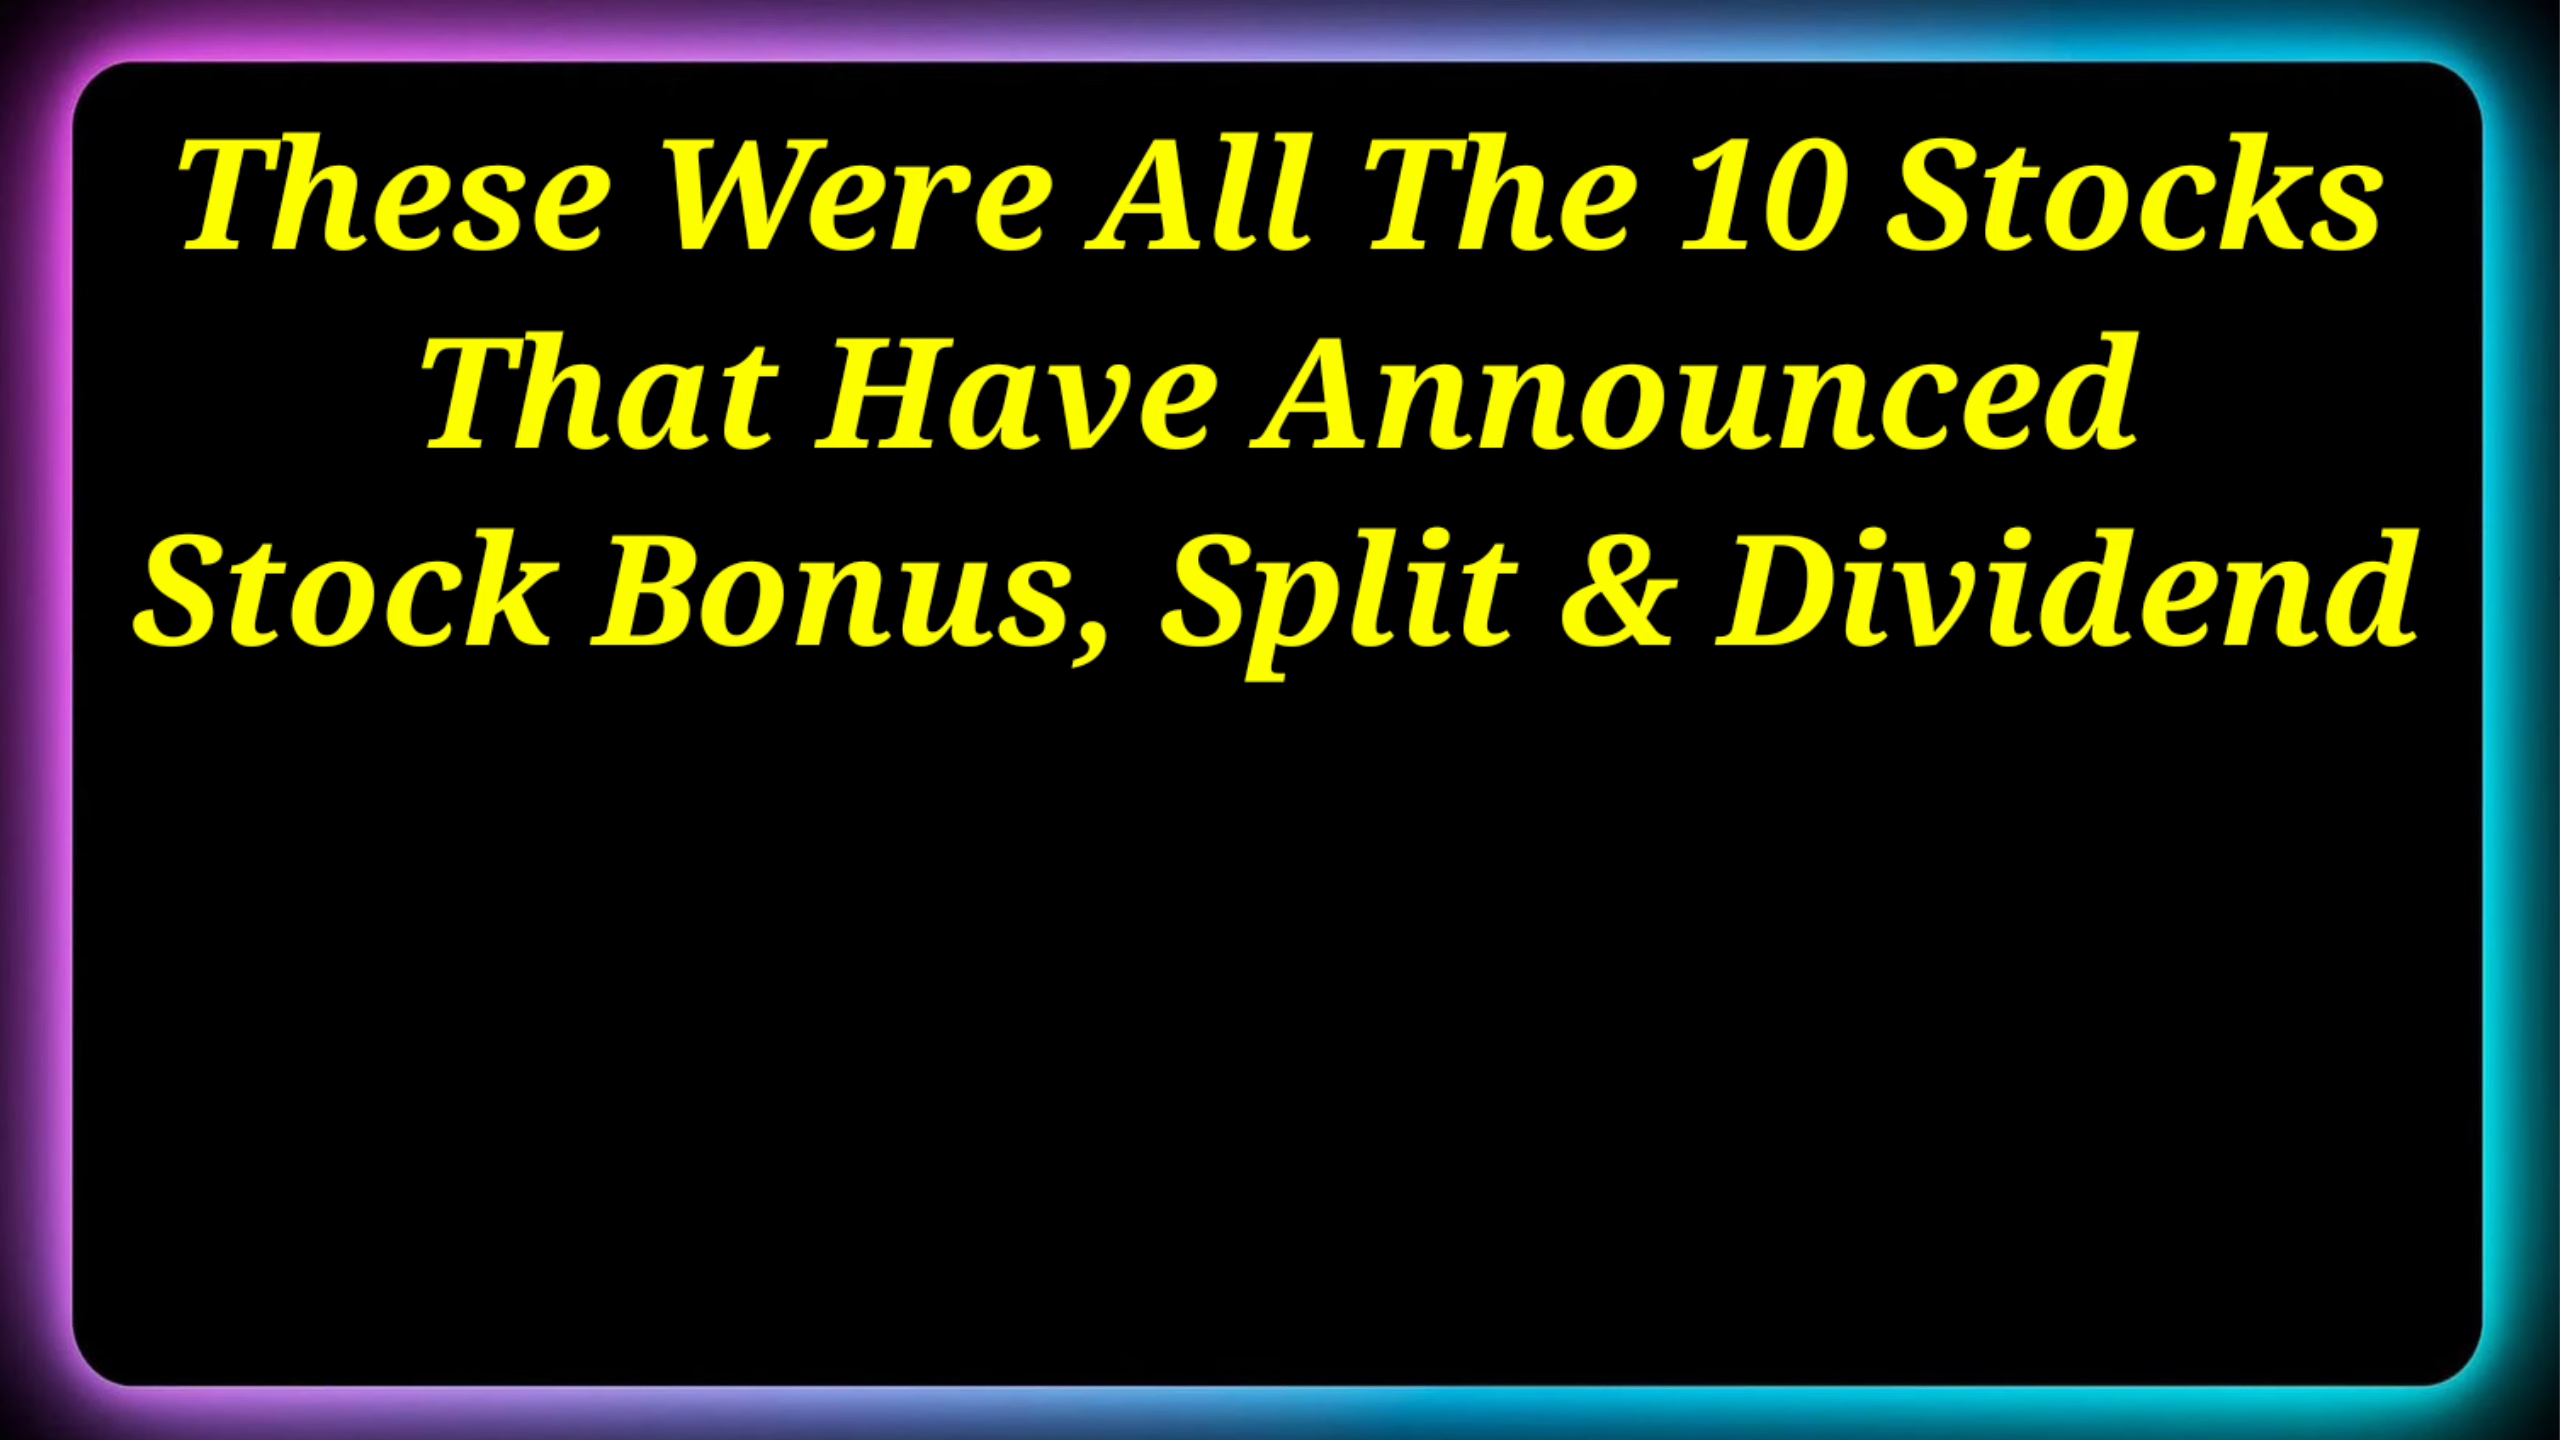 These Were All The 10 Stocks
That Have Announced
Stock Bonus, Split & Dividend